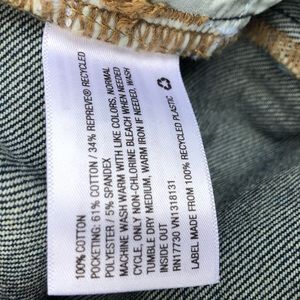 100% COTTON
POCKETING: 61% COTTON / 34% REPREVE® RECYCLED
POLYESTER / 5% SPANDEX
MACHINE WASH WARM WITH LIKE COLORS, NORMAL
CYCLE, ONLY NON-CHLORINE BLEACH WHEN NEEDED
TUMBLE DRY MEDIUM, WARM IRON IF NEEDED. WASH
INSIDE OUT
RN17730 VN1318131
LABEL MADE FROM 100% RECYCLED PLASTIC